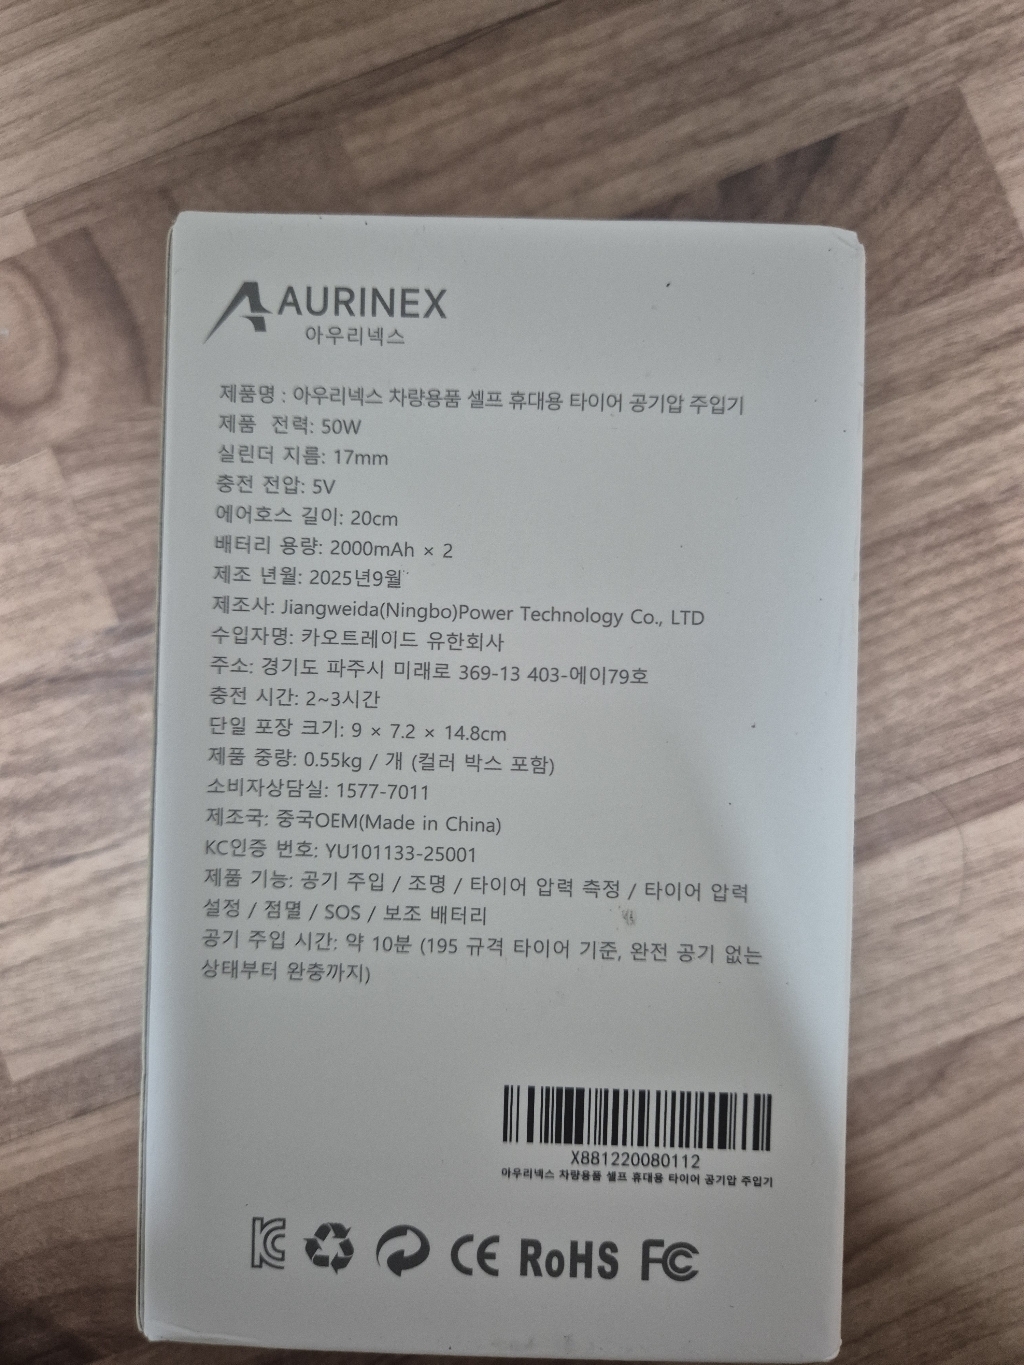 AURINEX
아우리넥스
제품명 : 아우리넥스 차량용품 셀프 휴대용 타이어 공기압 주입기
제품 전력: 50W
실린더 지름: 17mm
충전 전압: 5V
에어호스 길이: 20cm
배터리 용량: 2000mAh × 2
제조 년월: 2025년9월
제조사: Jiangweida(Ningbo)Power Technology Co., LTD
수입자명: 카오트레이드 유한회사
주소: 경기도 파주시 미래로 369-13 403-에이79호
충전 시간: 2~3시간
단일 포장 크기: 9 × 7.2 × 14.8cm
제품 중량: 0.55kg / 개 (컬러 박스 포함)
소비자상담실: 1577-7011
제조국: 중국OEM(Made in China)
KC인증 번호: YU101133-25001
제품 기능: 공기 주입 / 조명 / 타이어 압력 측정 / 타이어 압력
설정 / 점멸 / SOS / 보조 배터리
공기 주입 시간: 약 10분 (195 규격 타이어 기준, 완전 공기 없는
상태부터 완충까지)
X881220080112
아우리넥스 차량용품 셀프 휴대용 타이어 공기압 주입기
KC CE RoHS FC